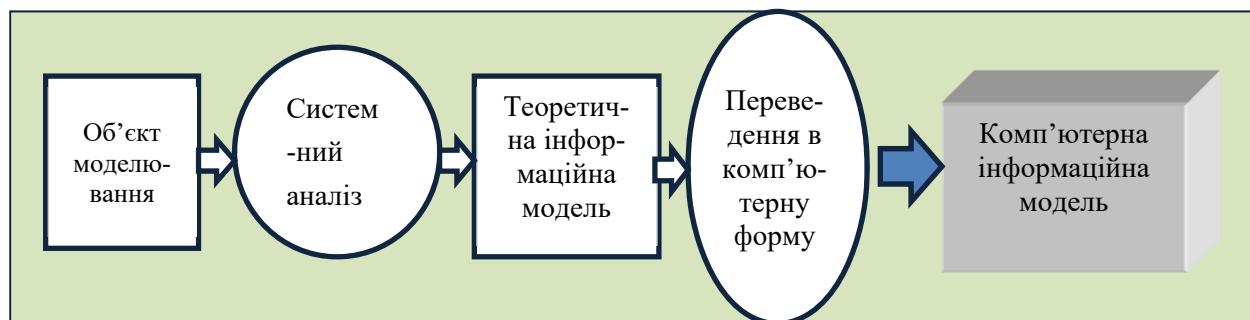 Об’єкт
моделю-
вання
Систем
-ний
аналіз
Теоретич-
на інфор-
маційна
модель
Переве-
дення в
комп’ю-
терну
форму
Комп’ютерна
інформаційна
модель